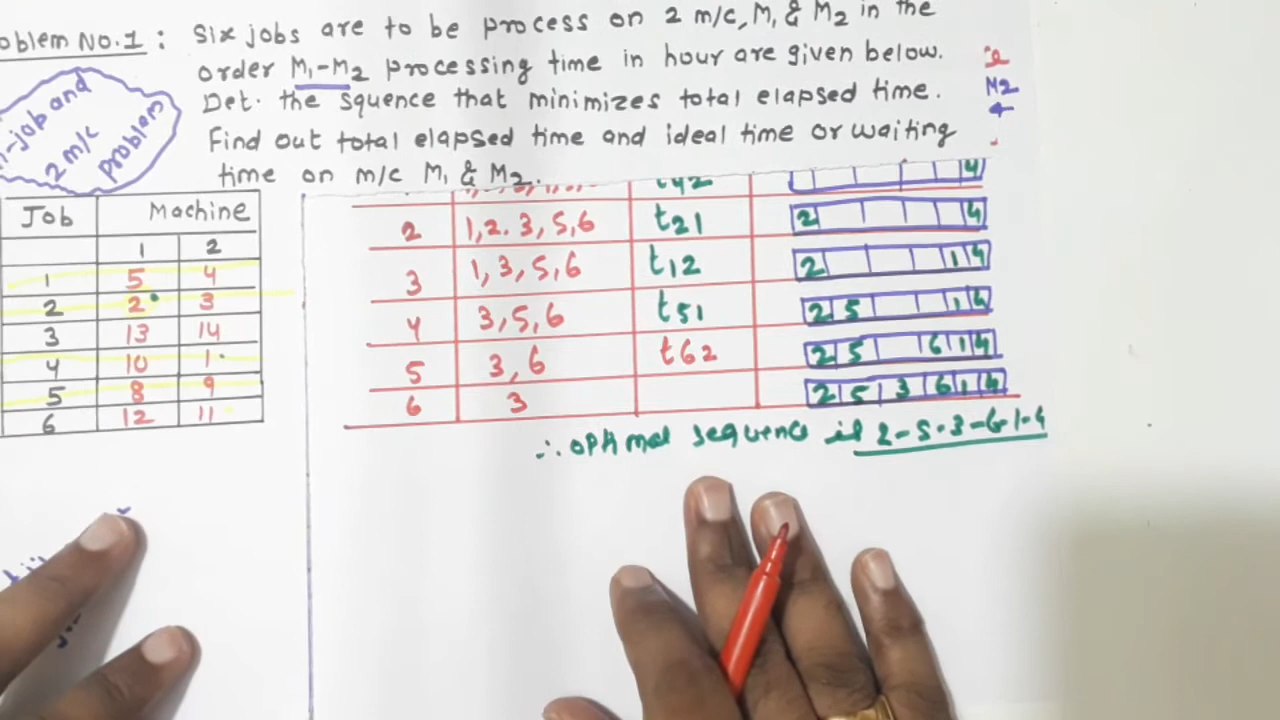 oblem No.1 : Six jobs are to be process on 2 m/c, M1 & M2 in the
order M1-M2 processing time in hour are given below.
Det. the squence that minimizes total elapsed time.
Find out total elapsed time and ideal time or waiting
time on m/c M1 & M2.
n-job and
2 m/c
problem
M2
Job Machine
1 2
1 5 4
2 2 3
3 13 14
4 10 1
5 8 9
6 12 11
t42 4
2 1,2.3,5,6 t21 2 4
3 1,3,5,6 t12 2 1 4
4 3,5,6 t51 2 5 1 4
5 3,6 t62 2 5 6 1 4
6 3 2 5 3 6 1 4
∴ optimal sequence is 2-5-3-6-1-4